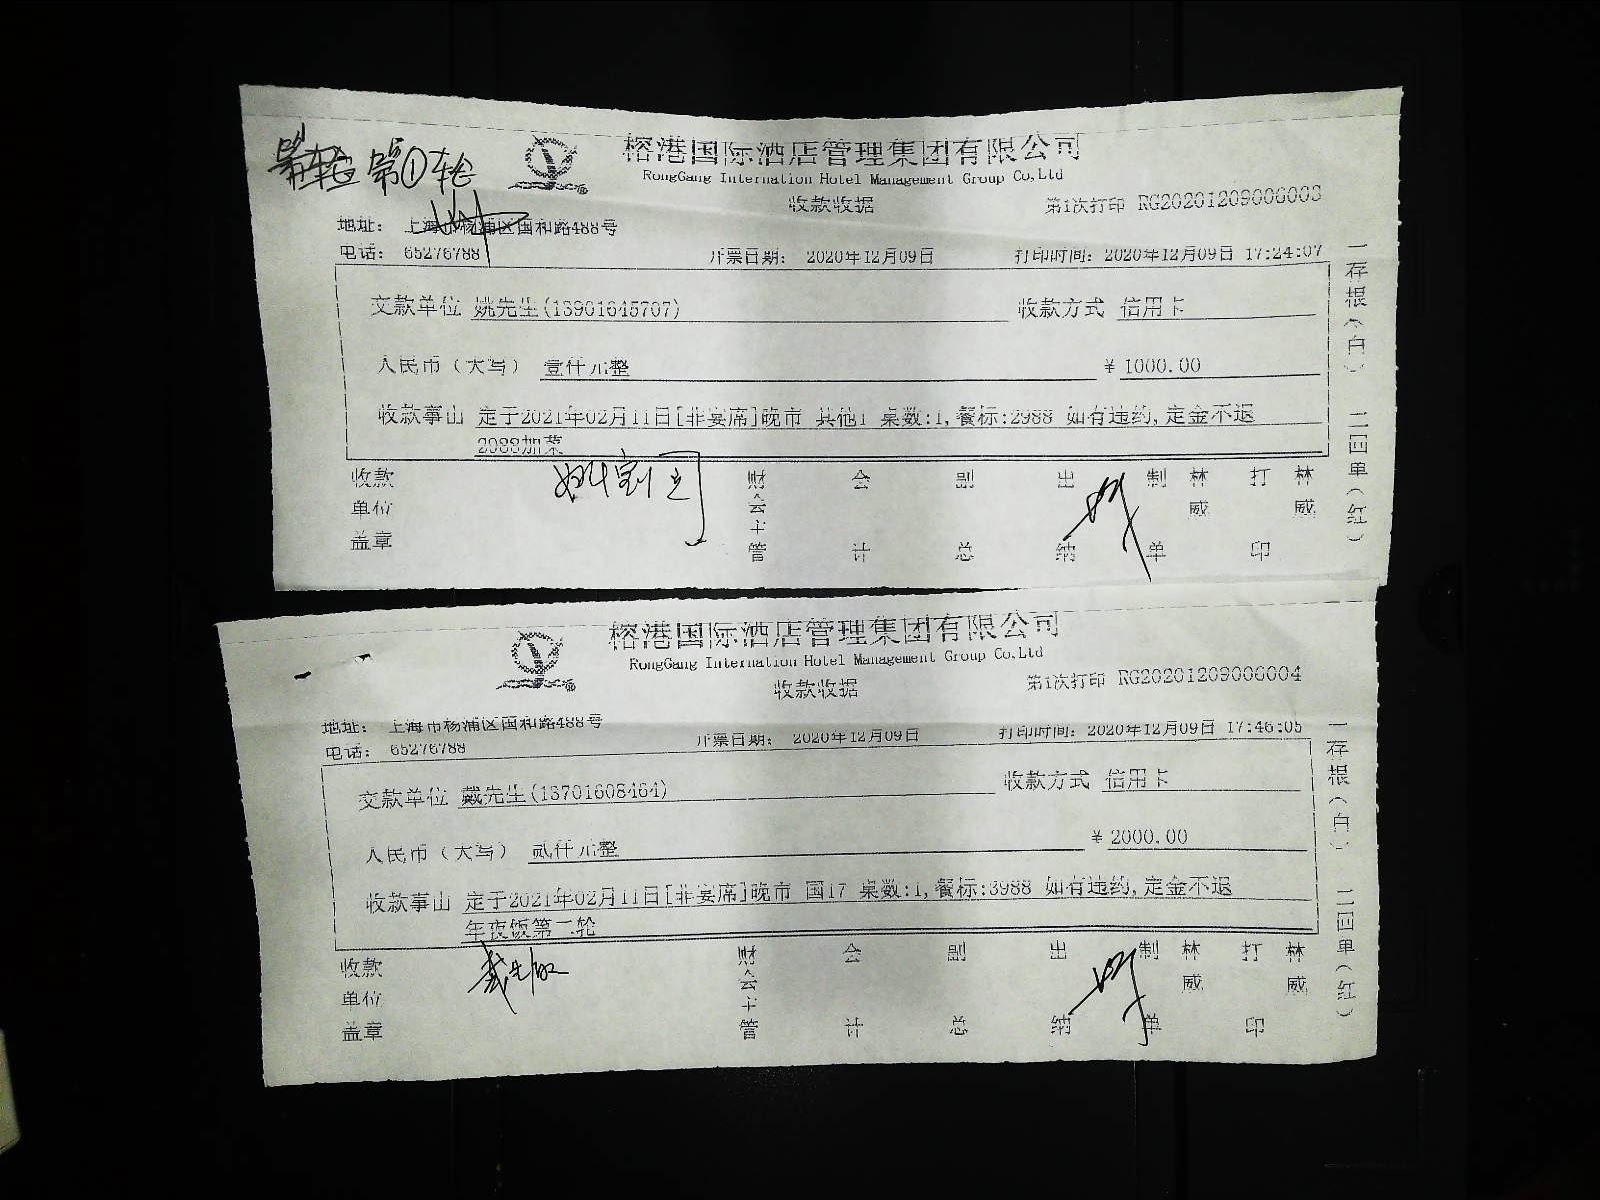 第①轮
榕港国际酒店管理集团有限公司
RongGang Internation Hotel Management Group Co,Ltd
收款收据
第1次打印 RG20201209006003
地址： 上海市杨浦区国和路488号
电话： 65276788 开票日期： 2020年12月09日 打印时间：2020年12月09日 17:24:07
交款单位 姚先生(13901645707) 收款方式 信用卡
人民币（大写） 壹仟元整 ￥1000.00
收款事由 定于2021年02月11日[非宴席]晚市 其他1 桌数:1,餐标:2988 如有违约,定金不退
2988加菜
收款单位盖章 财会主管 会计 副总 出纳 制单 林威 打印 林威
一存根（白） 二四单（红）
榕港国际酒店管理集团有限公司
RongGang Internation Hotel Management Group Co,Ltd
收款收据
第1次打印 RG20201209006004
地址： 上海市杨浦区国和路488号
电话： 65276788 开票日期： 2020年12月09日 打印时间：2020年12月09日 17:46:05
交款单位 戴先生(13701608464) 收款方式 信用卡
人民币（大写） 贰仟元整 ￥2000.00
收款事由 定于2021年02月11日[非宴席]晚市 国17 桌数:1,餐标:3988 如有违约,定金不退
年夜饭第二轮
收款单位盖章 财会主管 会计 副总 出纳 制单 林威 打印 林威
一存根（白） 二四单（红）